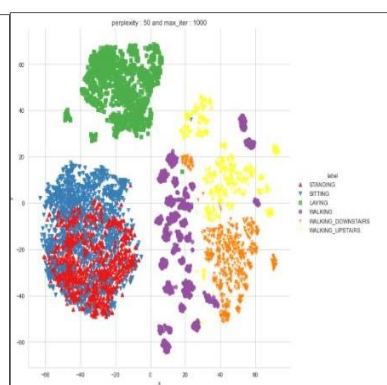 perplexity : 50 and max_iter : 1000
60
40
20
0
-20
-40
-60
-60
-40
-20
0
20
40
60
x
label
STANDING
SITTING
LAYING
WALKING
WALKING_DOWNSTAIRS
WALKING_UPSTAIRS